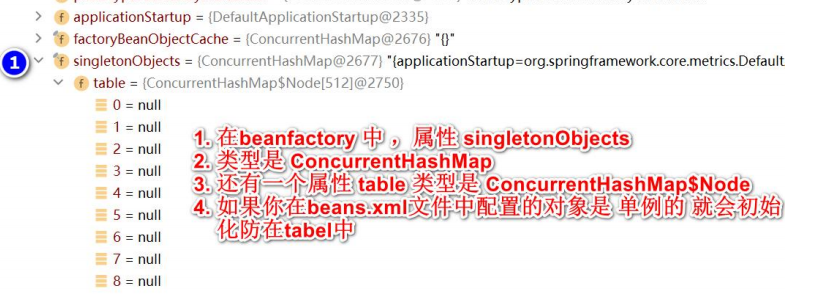 applicationStartup = {DefaultApplicationStartup@2335}
factoryBeanObjectCache = {ConcurrentHashMap@2676} "{}"
1 singletonObjects = {ConcurrentHashMap@2677} "{applicationStartup=org.springframework.core.metrics.Default
table = {ConcurrentHashMap$Node[512]@2750}
0 = null
1 = null
2 = null
3 = null
4 = null
5 = null
6 = null
7 = null
8 = null
1. 在beanfactory 中 ，属性 singletonObjects
2. 类型是 ConcurrentHashMap
3. 还有一个属性 table 类型是 ConcurrentHashMap$Node
4. 如果你在beans.xml文件中配置的对象是 单例的 就会初始
化防在tabel中